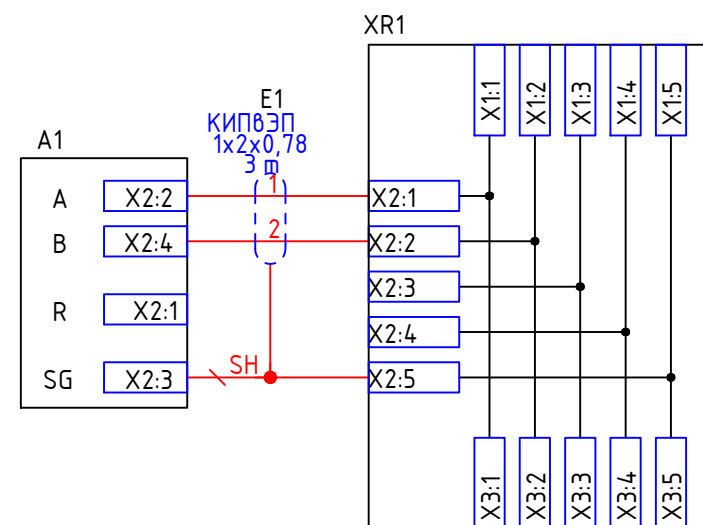 XR1
E1
КИПвЭП
1x2x0,78
3 m
A1
X1:1 X1:2 X1:3 X1:4 X1:5
A X2:2 1 X2:1
B X2:4 2 X2:2
X2:3
R X2:1
X2:4
SG X2:3 SH X2:5
X3:1 X3:2 X3:3 X3:4 X3:5